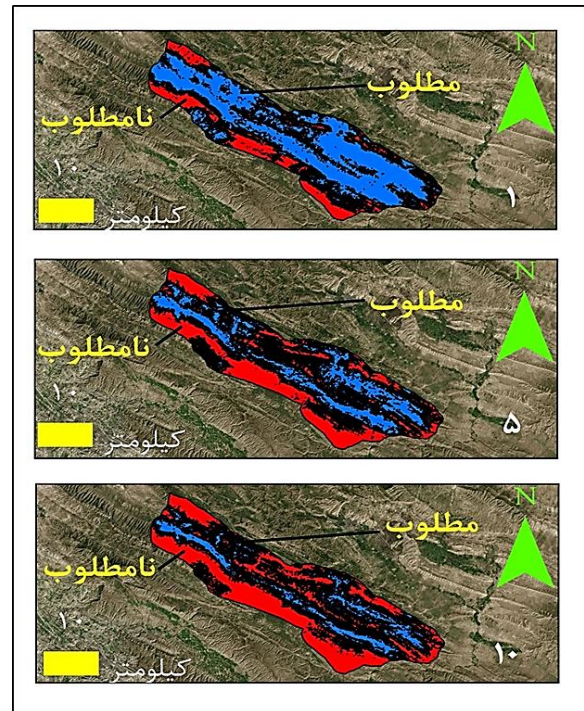 N
مطلوب
نامطلوب
۱۰
کیلومتر
۱
N
مطلوب
نامطلوب
۱۰
کیلومتر
۵
N
مطلوب
نامطلوب
۱۰
کیلومتر
۱۰